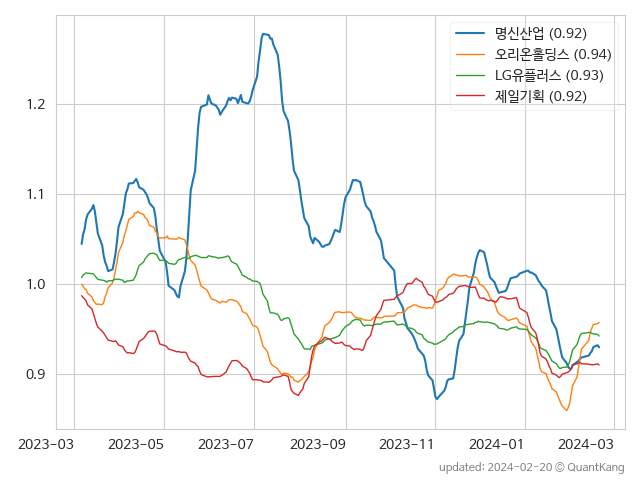 명신산업 (0.92)
오리온홀딩스 (0.94)
LG유플러스 (0.93)
제일기획 (0.92)
1.2
1.1
1.0
0.9
2023-03 2023-05 2023-07 2023-09 2023-11 2024-01 2024-03
updated: 2024-02-20 © QuantKang